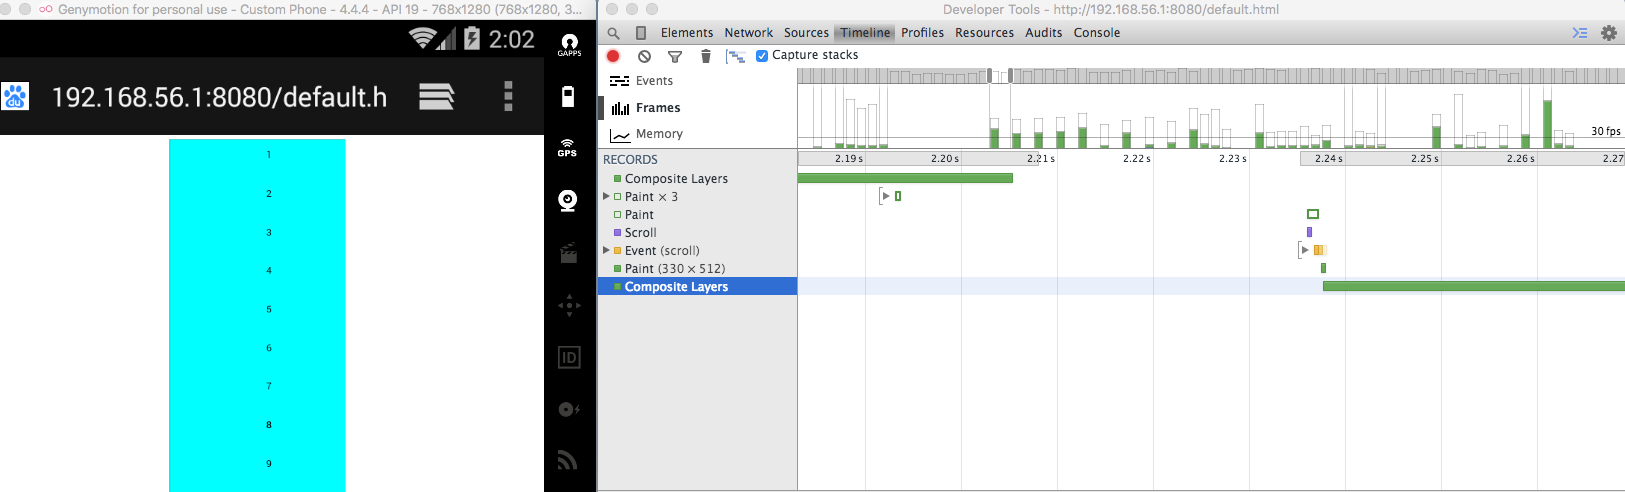 Genymotion for personal use - Custom Phone - 4.4.4 - API 19 - 768x1280 (768x1280, 3...
2:02
du
192.168.56.1:8080/default.h
1
2
3
4
5
6
7
8
9
GAPPS
GPS
ID
Developer Tools - http://192.168.56.1:8080/default.html
Elements Network Sources Timeline Profiles Resources Audits Console
Capture stacks
Events
Frames
Memory
30 fps
RECORDS
2.19 s 2.20 s 2.21 s 2.22 s 2.23 s 2.24 s 2.25 s 2.26 s 2.27
Composite Layers
Paint × 3
Paint
Scroll
Event (scroll)
Paint (330 × 512)
Composite Layers